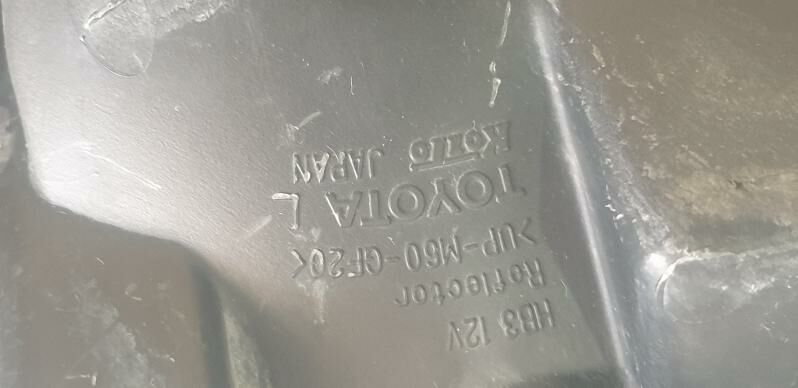 HB3 12V
Reflector
>UP-M60-GF20<
TOYOTA L
KOITO JAPAN